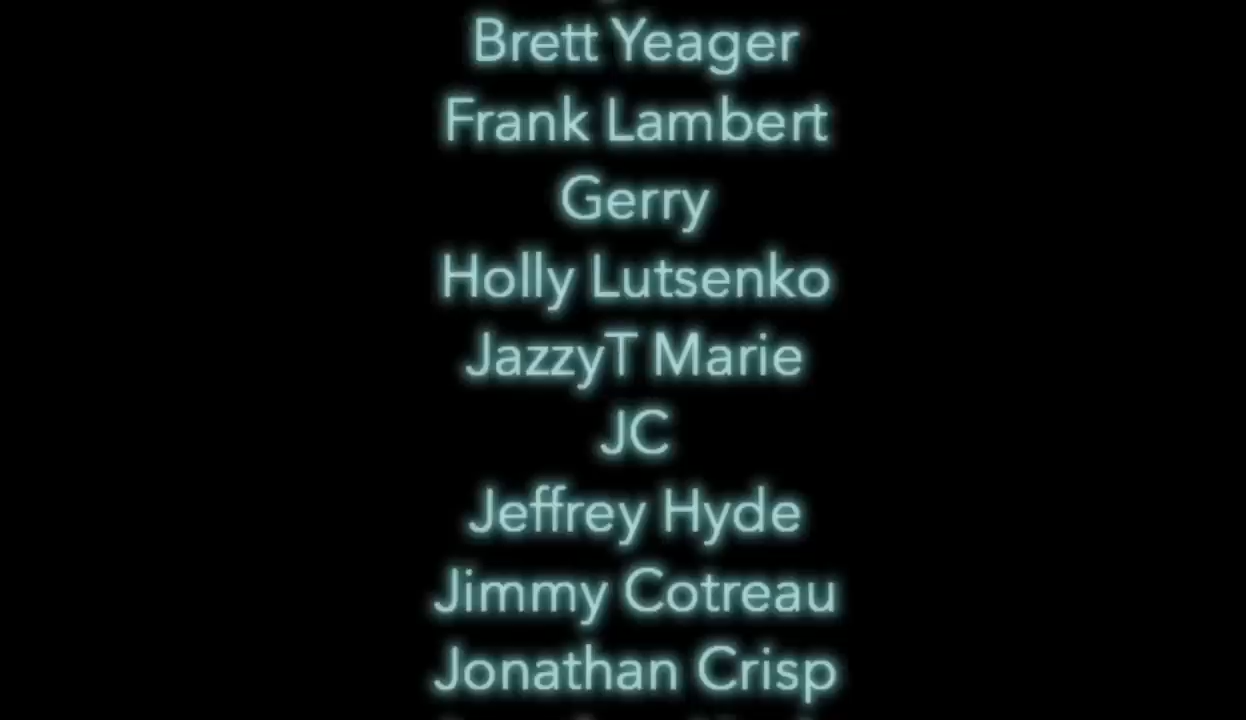 Brett Yeager
Frank Lambert
Gerry
Holly Lutsenko
JazzyT Marie
JC
Jeffrey Hyde
Jimmy Cotreau
Jonathan Crisp